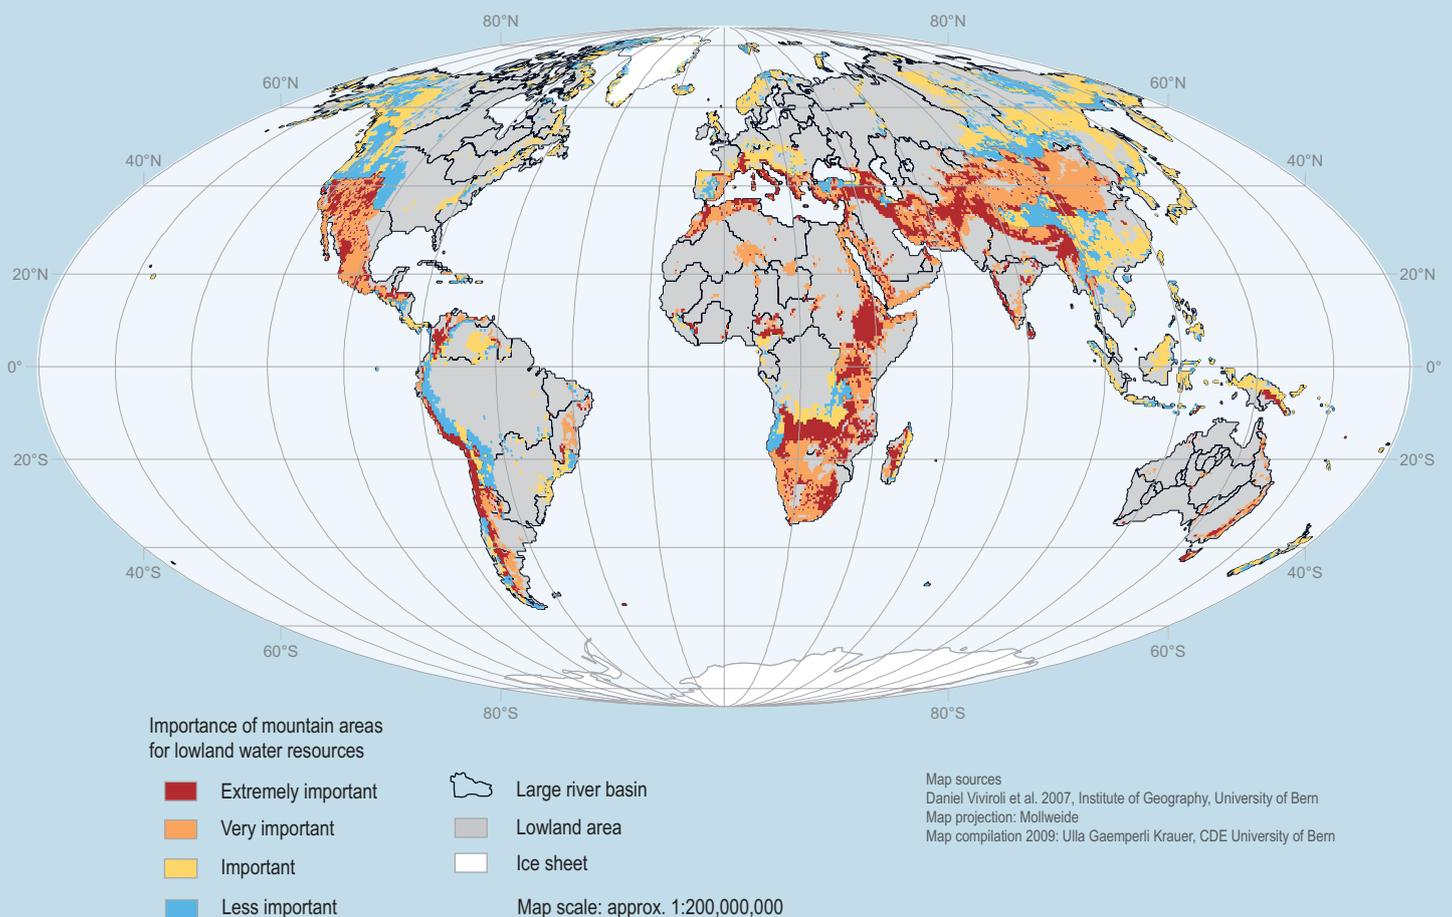 80°N 80°N
60°N 60°N
40°N 40°N
20°N 20°N
0° 0°
20°S 20°S
40°S 40°S
60°S 60°S
80°S 80°S
Importance of mountain areas
for lowland water resources
Extremely important
Very important
Important
Less important
Large river basin
Lowland area
Ice sheet
Map scale: approx. 1:200,000,000
Map sources
Daniel Viviroli et al. 2007, Institute of Geography, University of Bern
Map projection: Mollweide
Map compilation 2009: Ulla Gaemperli Krauer, CDE University of Bern